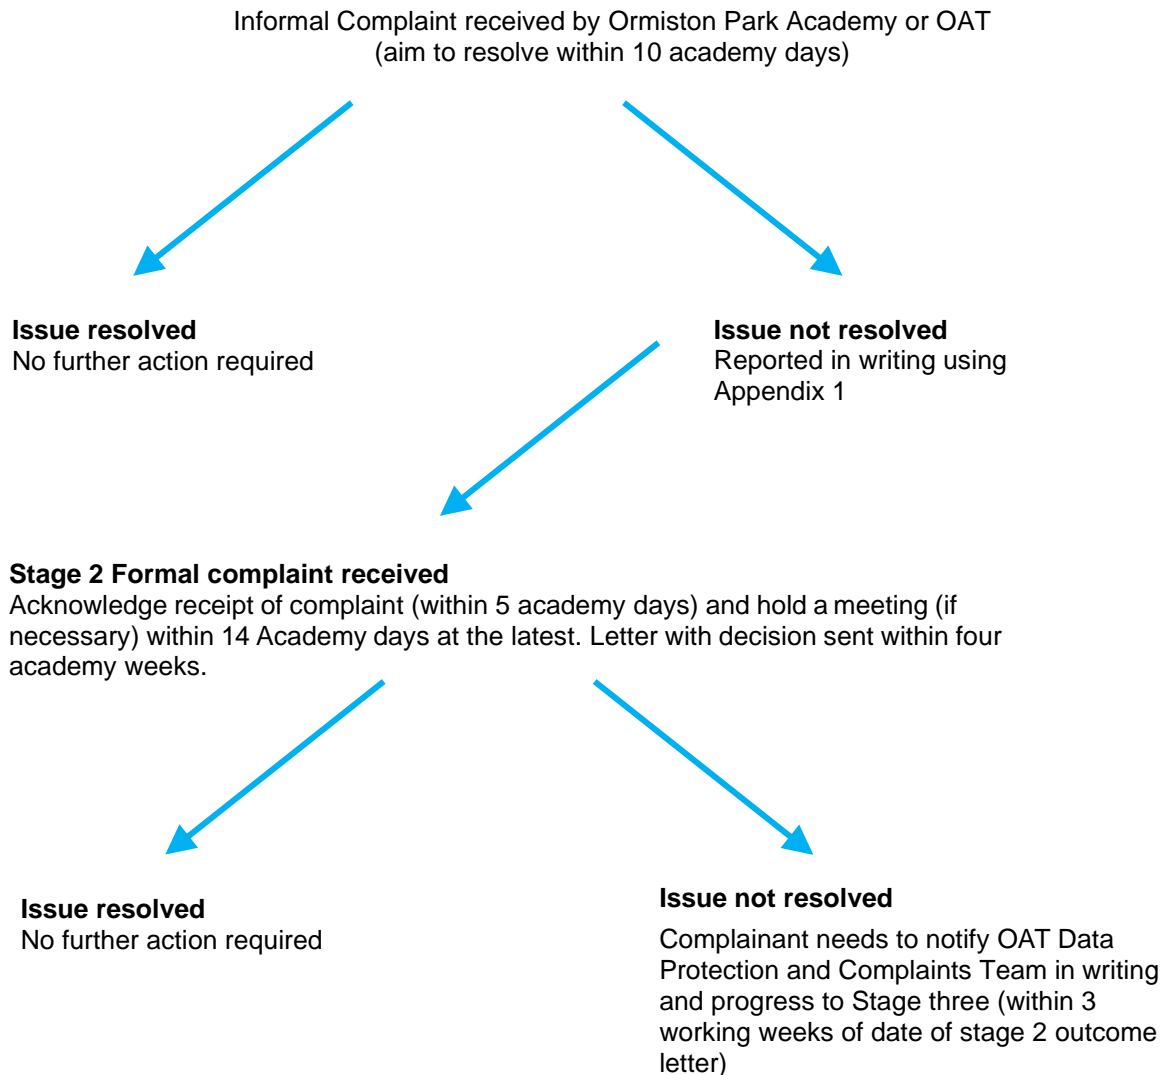 Informal Complaint received by Ormiston Park Academy or OAT
(aim to resolve within 10 academy days)
Issue resolved
No further action required
Issue not resolved
Reported in writing using
Appendix 1
Stage 2 Formal complaint received
Acknowledge receipt of complaint (within 5 academy days) and hold a meeting (if
necessary) within 14 Academy days at the latest. Letter with decision sent within four
academy weeks.
Issue resolved
No further action required
Issue not resolved
Complainant needs to notify OAT Data
Protection and Complaints Team in writing
and progress to Stage three (within 3
working weeks of date of stage 2 outcome
letter)